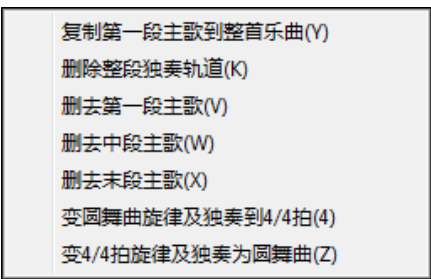 复制第一段主歌到整首乐曲(Y)
删除整段独奏轨道(K)
删去第一段主歌(V)
删去中段主歌(W)
删去末段主歌(X)
变圆舞曲旋律及独奏到4/4拍(4)
变4/4拍旋律及独奏为圆舞曲(Z)